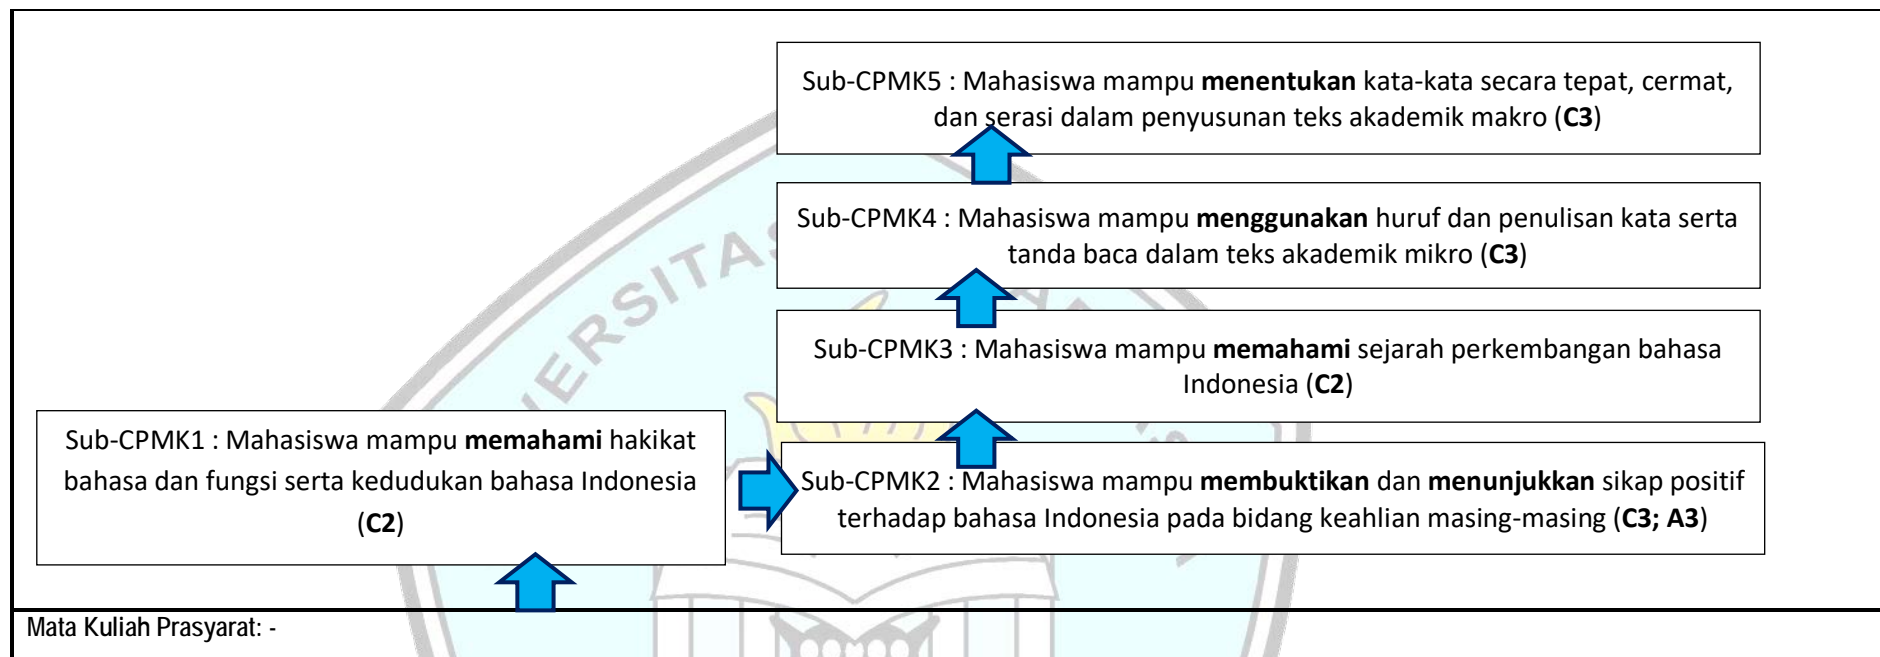 Sub-CPMK5 : Mahasiswa mampu menentukan kata-kata secara tepat, cermat,
dan serasi dalam penyusunan teks akademik makro (C3)
Sub-CPMK4 : Mahasiswa mampu menggunakan huruf dan penulisan kata serta
tanda baca dalam teks akademik mikro (C3)
Sub-CPMK3 : Mahasiswa mampu memahami sejarah perkembangan bahasa
Indonesia (C2)
Sub-CPMK1 : Mahasiswa mampu memahami hakikat
bahasa dan fungsi serta kedudukan bahasa Indonesia
(C2)
Sub-CPMK2 : Mahasiswa mampu membuktikan dan menunjukkan sikap positif
terhadap bahasa Indonesia pada bidang keahlian masing-masing (C3; A3)
Mata Kuliah Prasyarat: -